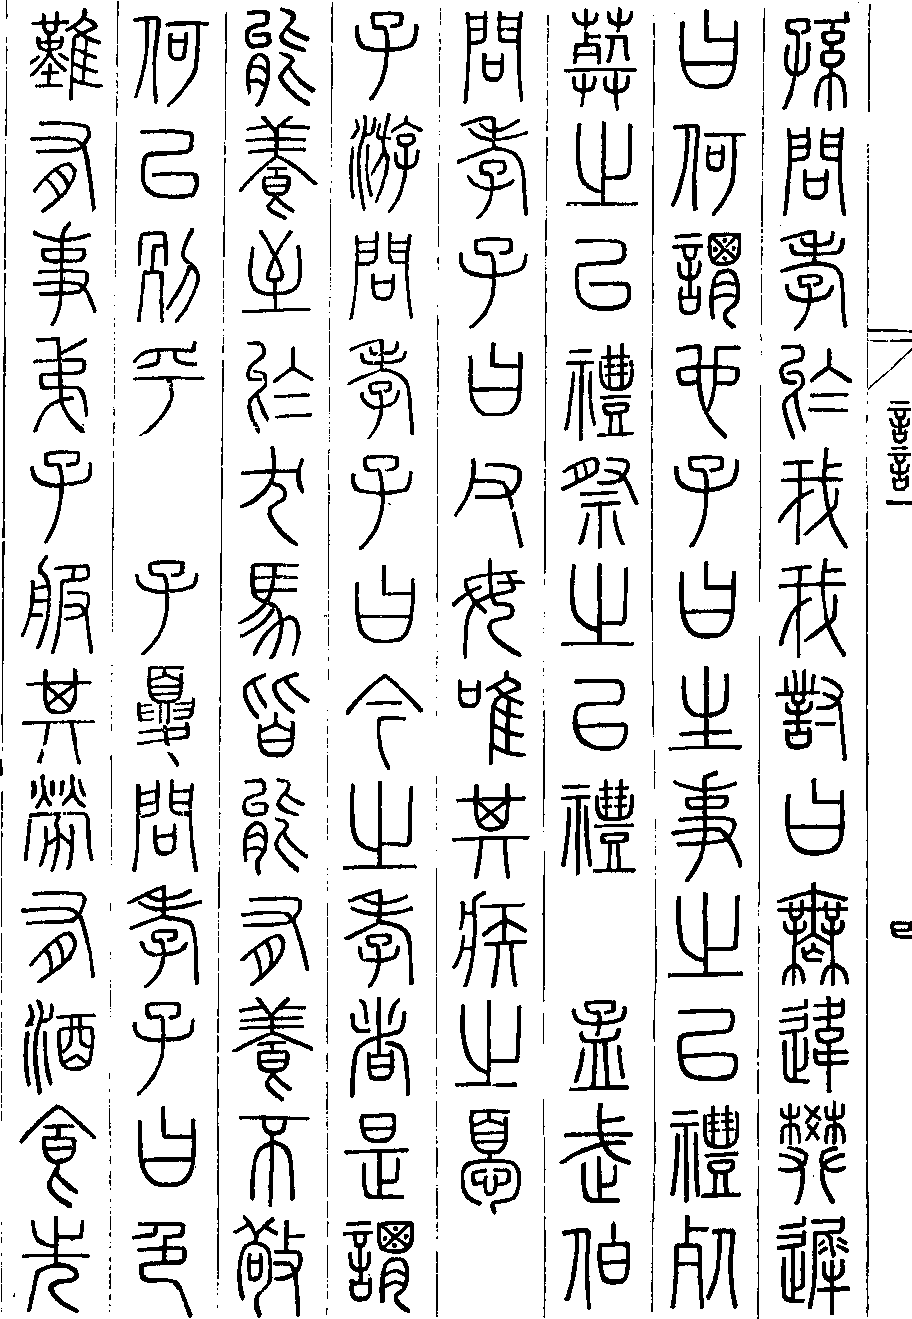 孫問孝於我我對曰無違樊遲
曰何謂也子曰生事之以禮死
葬之以禮祭之以禮 孟武伯
問孝子曰父母唯其疾之憂
子游問孝子曰今之孝者是謂
能養至於犬馬皆能有養不敬
何以別乎 子夏問孝子曰色
難有事弟子服其勞有酒食先